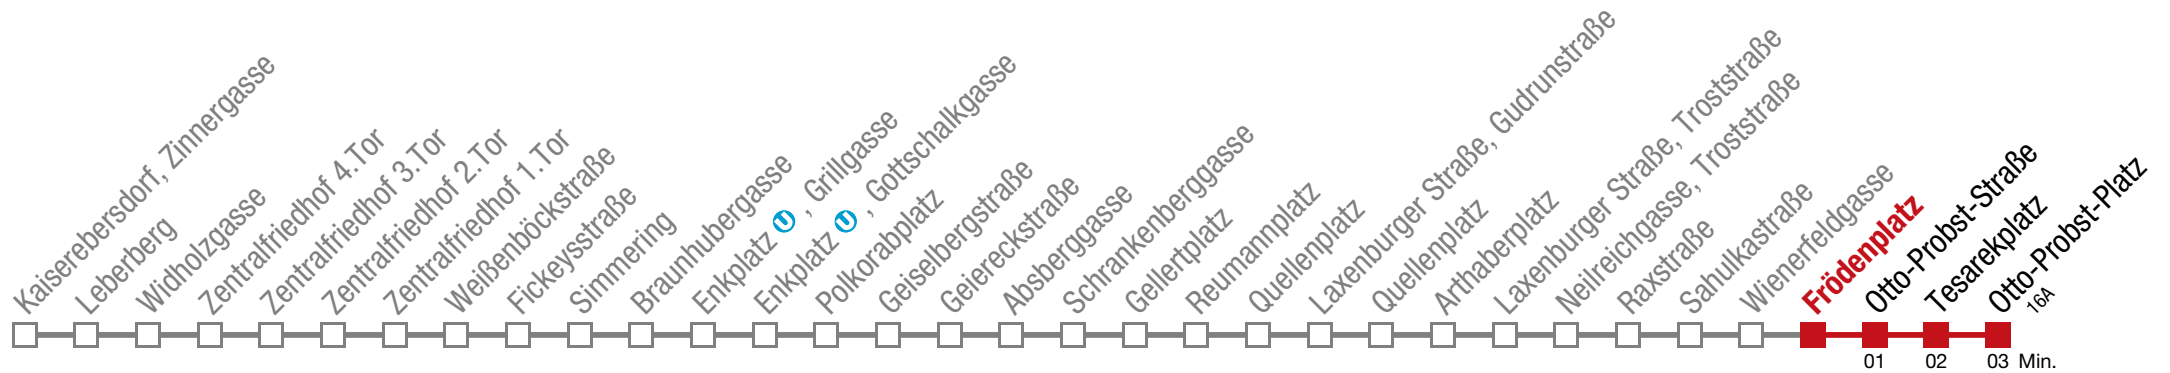 Kaiserebersdorf, Zinnergasse
Leberberg
Widholzgasse
Zentralfriedhof 4.Tor
Zentralfriedhof 3.Tor
Zentralfriedhof 2.Tor
Zentralfriedhof 1.Tor
Weißenböckstraße
Fickeysstraße
Simmering
Braunhubergasse
Enkplatz U, Grillgasse
Enkplatz U, Gottschalkgasse
Polkorabplatz
Geiselbergstraße
Geiereckstraße
Absberggasse
Schrankenberggasse
Gellertplatz
Reumannplatz
Quellenplatz
Laxenburger Straße, Gudrunstraße
Quellenplatz
Arthaberplatz
Laxenburger Straße, Troststraße
Neilreichgasse, Troststraße
Raxstraße
Sahulkastraße
Wienerfeldgasse
Frödenplatz
Otto-Probst-Straße
Tesarekplatz
Otto-Probst-Platz
16A
01 02 03 Min.